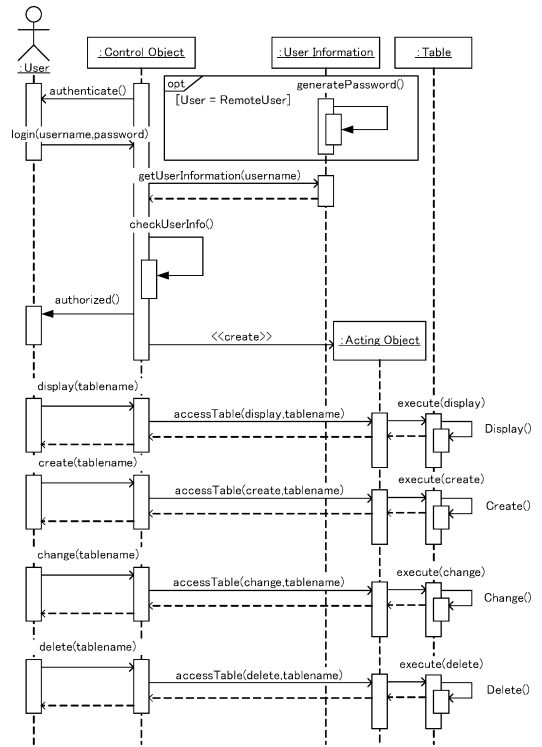 : User
: Control Object
: User Information
: Table
authenticate()
opt
[User = RemoteUser]
generatePassword()
login(username,password)
getUserInformation(username)
checkUserInfo()
authorized()
<<create>>
: Acting Object
display(tablename)
accessTable(display,tablename)
execute(display)
Display()
create(tablename)
accessTable(create,tablename)
execute(create)
Create()
change(tablename)
accessTable(change,tablename)
execute(change)
Change()
delete(tablename)
accessTable(delete,tablename)
execute(delete)
Delete()